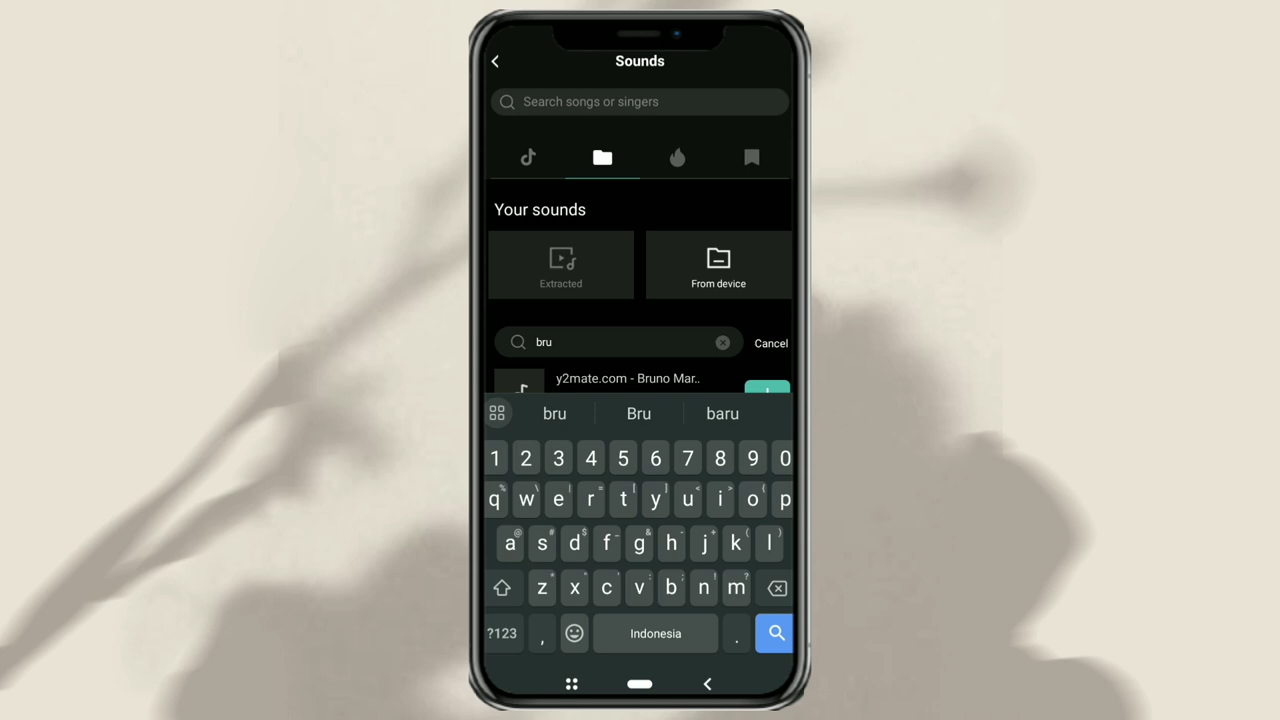 Sounds
Search songs or singers
Your sounds
Extracted
From device
bru
Cancel
y2mate.com - Bruno Mar..
bru Bru baru
1 2 3 4 5 6 7 8 9 0
q w e r t y u i o p
a s d f g h j k l
z x c v b n m
?123 , Indonesia .